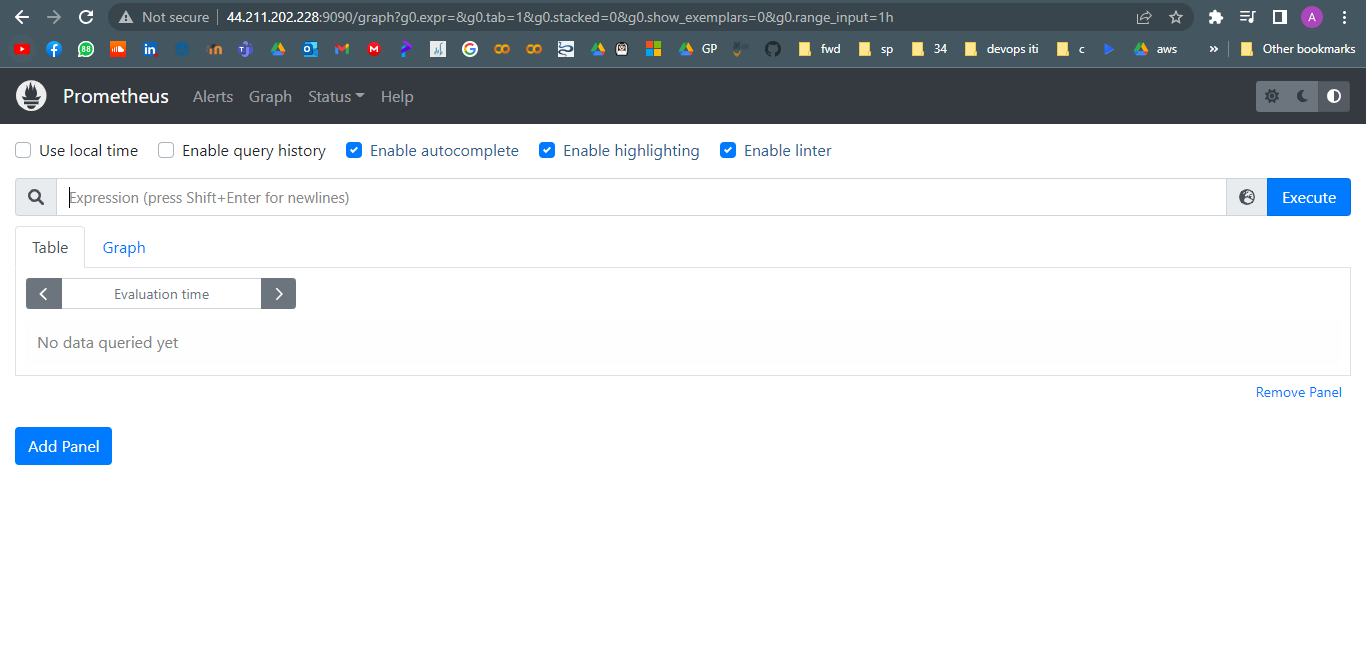 Not secure 44.211.202.228:9090/graph?g0.expr=&g0.tab=1&g0.stacked=0&g0.show_exemplars=0&g0.range_input=1h A
88 in M G GP fwd sp 34 devops iti c aws » Other bookmarks
Prometheus Alerts Graph Status Help
Use local time Enable query history Enable autocomplete Enable highlighting Enable linter
Expression (press Shift+Enter for newlines) Execute
Table Graph
Evaluation time
No data queried yet
Remove Panel
Add Panel